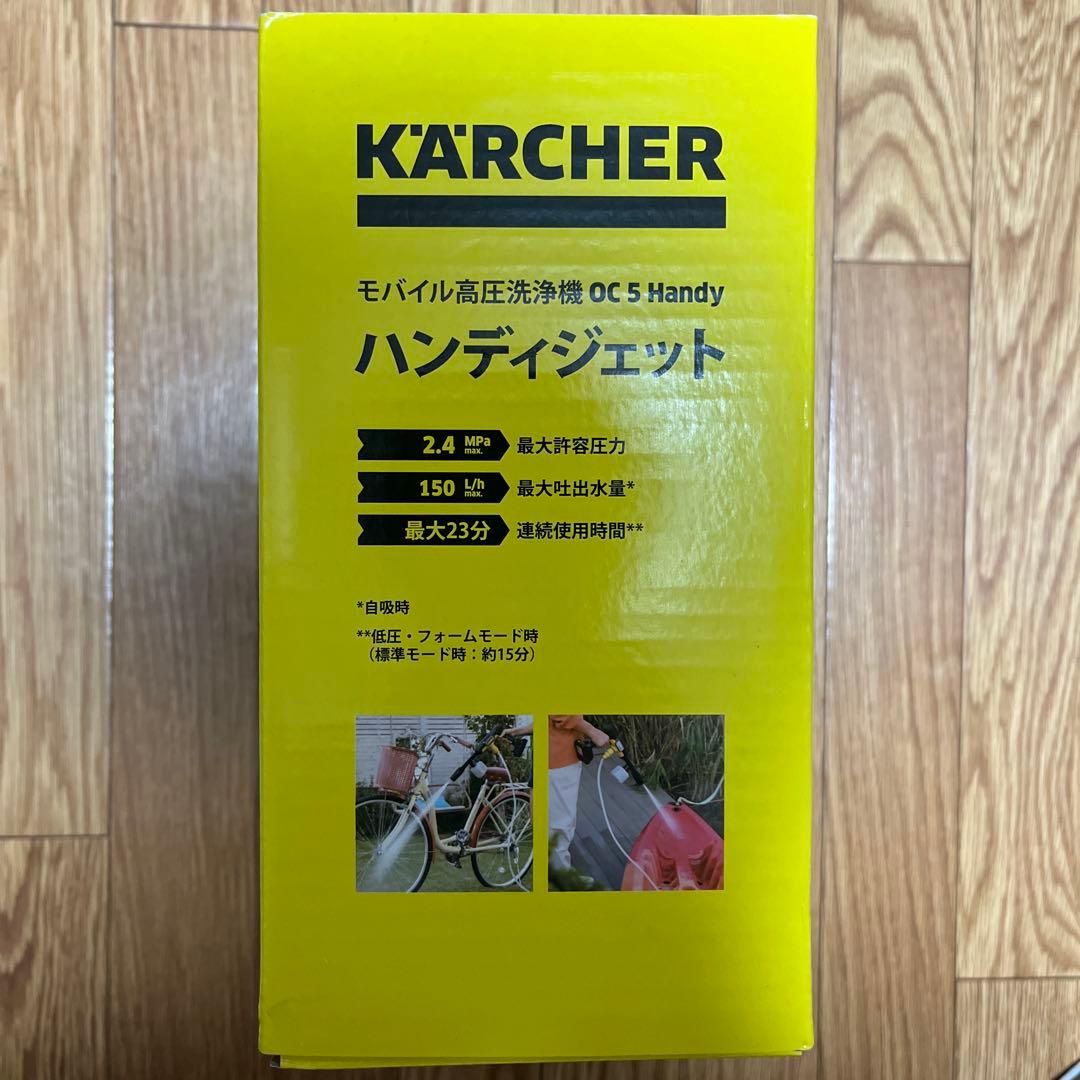 KÄRCHER
モバイル高圧洗浄機 OC 5 Handy
ハンディジェット
2.4 MPa max. 最大許容圧力
150 L/h max. 最大吐出水量*
最大23分 連続使用時間**
*自吸時
**低圧・フォームモード時
（標準モード時：約15分）